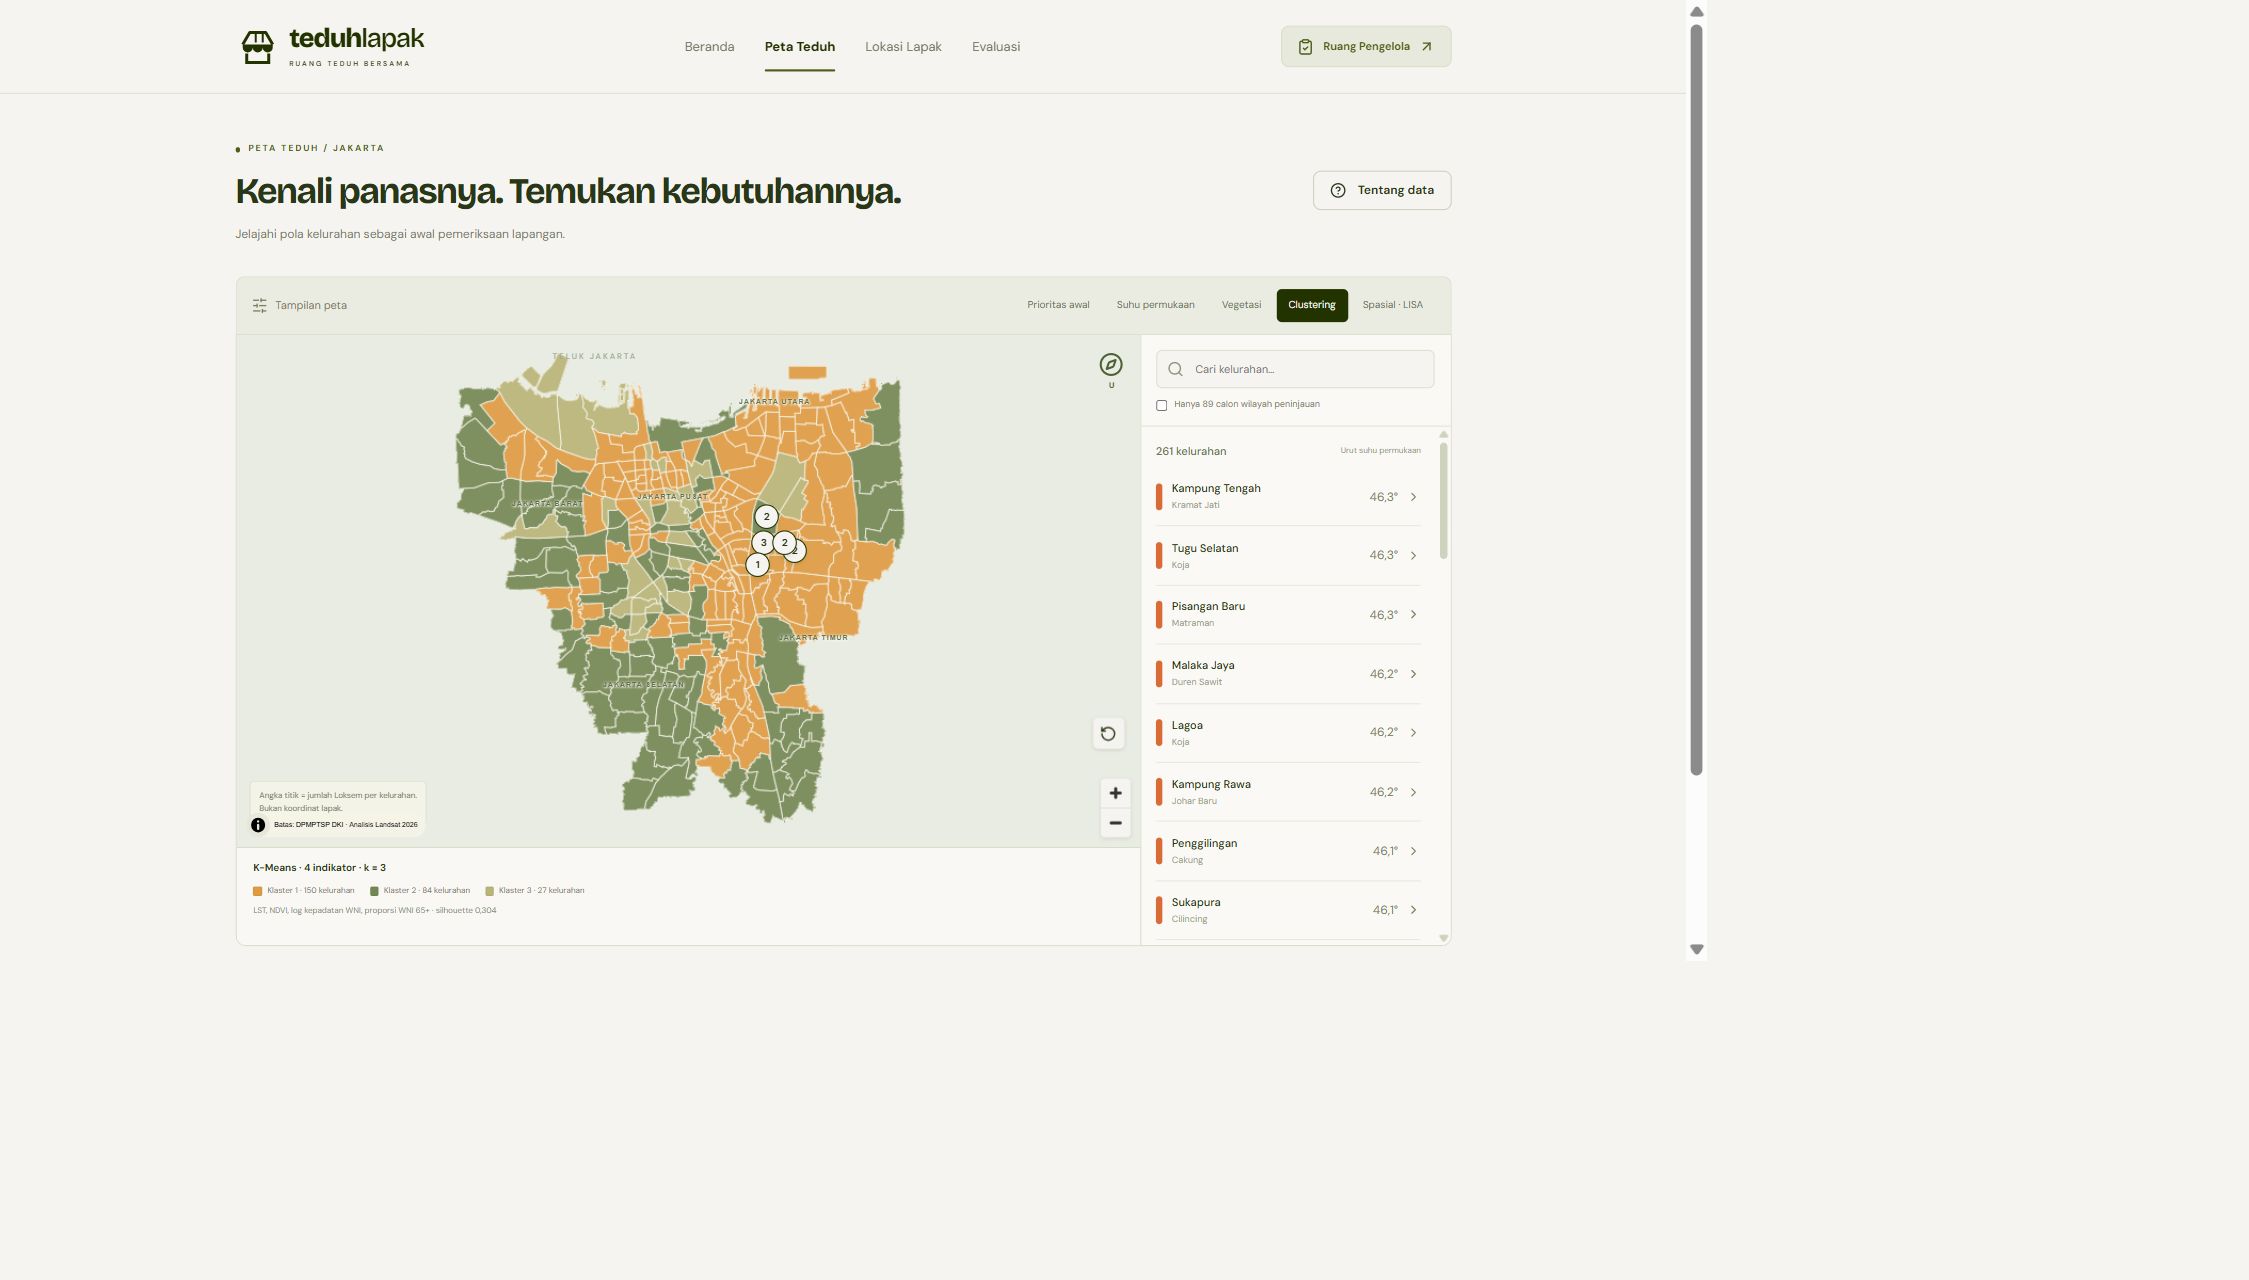 teduhlapak
RUANG TEDUH BERSAMA
Beranda
Peta Teduh
Lokasi Lapak
Evaluasi
Ruang Pengelola
PETA TEDUH / JAKARTA
Kenali panasnya. Temukan kebutuhannya.
Tentang data
Jelajahi pola kelurahan sebagai awal pemeriksaan lapangan.
Tampilan peta
Prioritas awal
Suhu permukaan
Vegetasi
Clustering
Spasial · LISA
TELUK JAKARTA
U
JAKARTA UTARA
JAKARTA PUSAT
JAKARTA BARAT
2
3
2
2
1
JAKARTA TIMUR
JAKARTA SELATAN
Angka titik = jumlah Loksem per kelurahan.
Bukan koordinat lapak.
Batas: DPMPTSP DKI · Analisis Landsat 2026
K-Means · 4 indikator · k = 3
Klaster 1 · 150 kelurahan
Klaster 2 · 84 kelurahan
Klaster 3 · 27 kelurahan
LST, NDVI, log kepadatan WNI, proporsi WNI 65+ · silhouette 0,304
Cari kelurahan...
Hanya 89 calon wilayah peninjauan
261 kelurahan
Urut suhu permukaan
Kampung Tengah
Kramat Jati
46,3°
Tugu Selatan
Koja
46,3°
Pisangan Baru
Matraman
46,3°
Malaka Jaya
Duren Sawit
46,2°
Lagoa
Koja
46,2°
Kampung Rawa
Johar Baru
46,2°
Penggilingan
Cakung
46,1°
Sukapura
Cilincing
46,1°